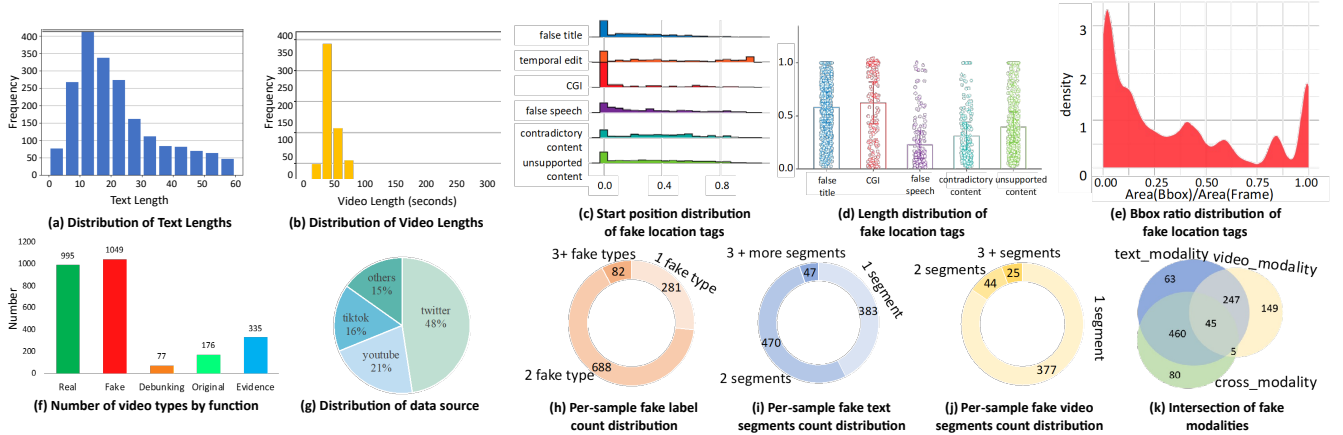 400
350
300
250
200
150
100
50
0
Frequency
0 10 20 30 40 50 60
Text Length
(a) Distribution of Text Lengths
400
350
300
250
200
150
100
50
0
Frequency
0 50 100 150 200 250 300
Video Length (seconds)
(b) Distribution of Video Lengths
false title
temporal edit
CGI
false speech
contradictory
content
unsupported
content
0.0 0.4 0.8
(c) Start position distribution
of fake location tags
1.0
0.5
0.0
false
title
CGI
false
speech
contradictory
content
unsupported
content
(d) Length distribution of
fake location tags
3
2
1
0
density
0.00 0.25 0.50 0.75 1.00
Area(Bbox)/Area(Frame)
(e) Bbox ratio distribution of
fake location tags
1200
1000
800
600
400
200
0
Number
995
1049
77
176
335
Real Fake Debunking Original Evidence
(f) Number of video types by function
others
15%
twitter
48%
tiktok
16%
youtube
21%
(g) Distribution of data source
3+ fake types
82
1 fake type
281
688
2 fake type
(h) Per-sample fake label
count distribution
3 + more segments
47
1 segment
383
470
2 segments
(i) Per-sample fake text
segments count distribution
3 + segments
2 segments
25
44
1 segment
377
(j) Per-sample fake video
segments count distribution
text_modality video_modality
63
247
149
460
45
5
80
cross_modality
(k) Intersection of fake
modalities